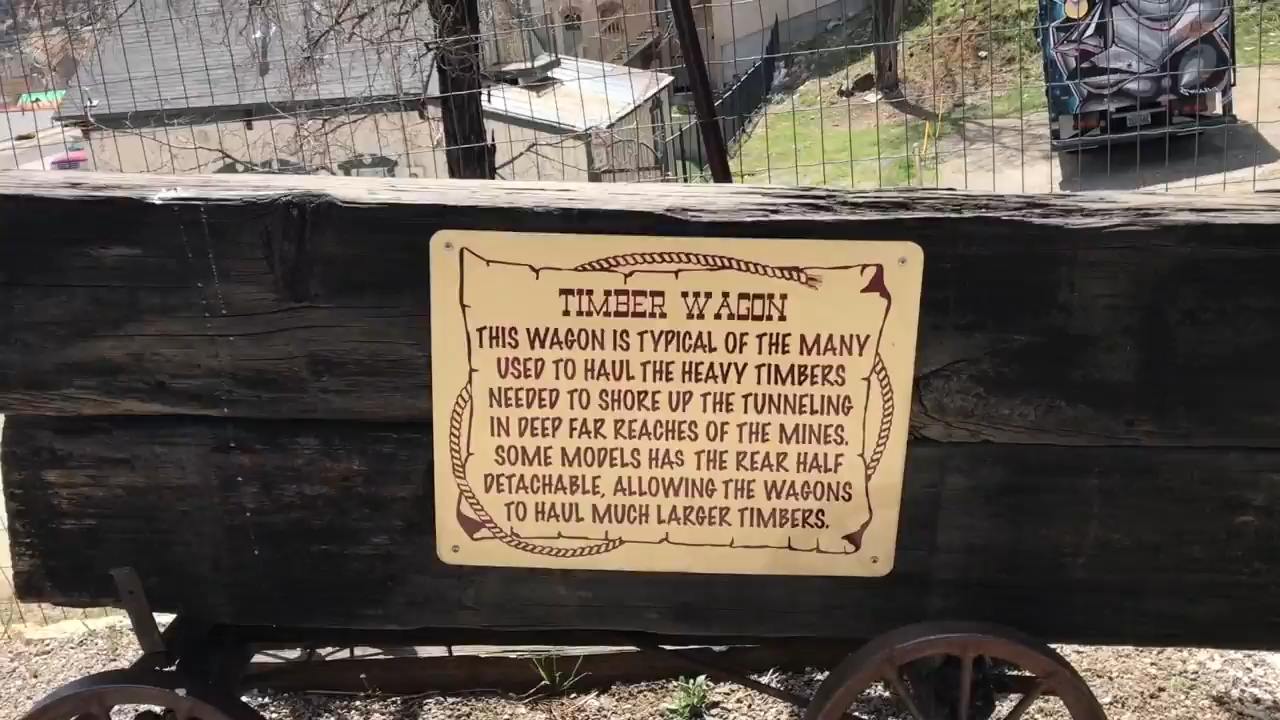 TIMBER WAGON
THIS WAGON IS TYPICAL OF THE MANY
USED TO HAUL THE HEAVY TIMBERS
NEEDED TO SHORE UP THE TUNNELING
IN DEEP FAR REACHES OF THE MINES.
SOME MODELS HAS THE REAR HALF
DETACHABLE, ALLOWING THE WAGONS
TO HAUL MUCH LARGER TIMBERS.